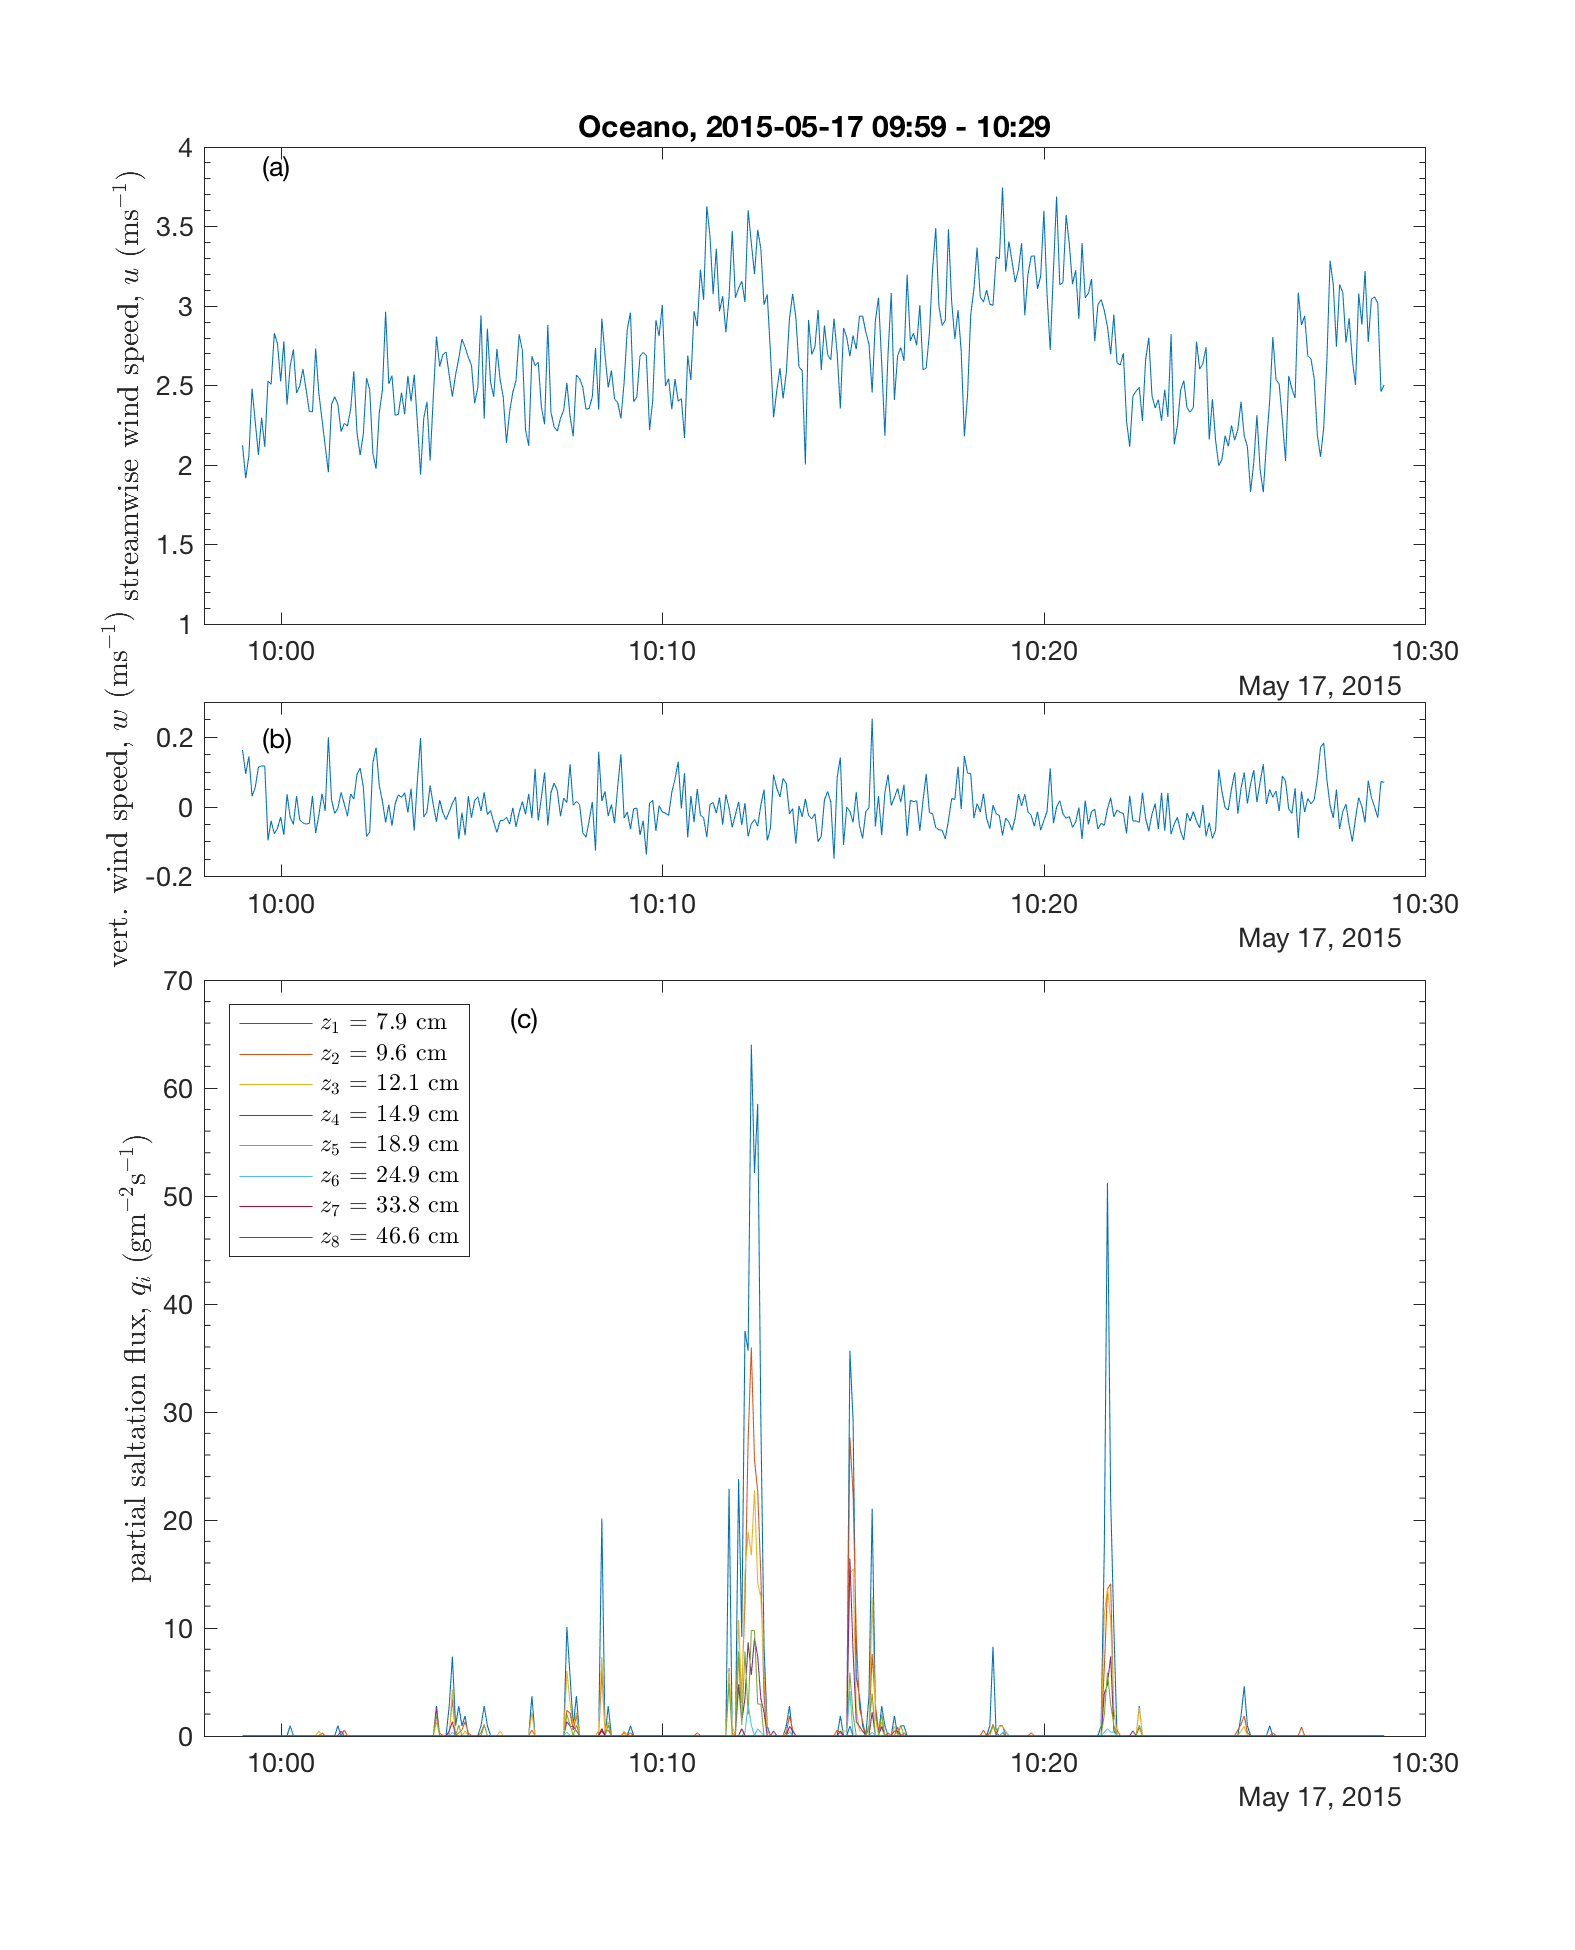 Oceano, 2015-05-17 09:59 - 10:29
(a)
streamwise wind speed, u (ms⁻¹)
4
3.5
3
2.5
2
1.5
1
10:00 10:10 10:20 10:30
May 17, 2015
(b)
vert. wind speed, w (ms⁻¹)
0.2
0
-0.2
10:00 10:10 10:20 10:30
May 17, 2015
(c)
partial saltation flux, qᵢ (gm⁻²s⁻¹)
70
60
50
40
30
20
10
0
z₁ = 7.9 cm
z₂ = 9.6 cm
z₃ = 12.1 cm
z₄ = 14.9 cm
z₅ = 18.9 cm
z₆ = 24.9 cm
z₇ = 33.8 cm
z₈ = 46.6 cm
10:00 10:10 10:20 10:30
May 17, 2015